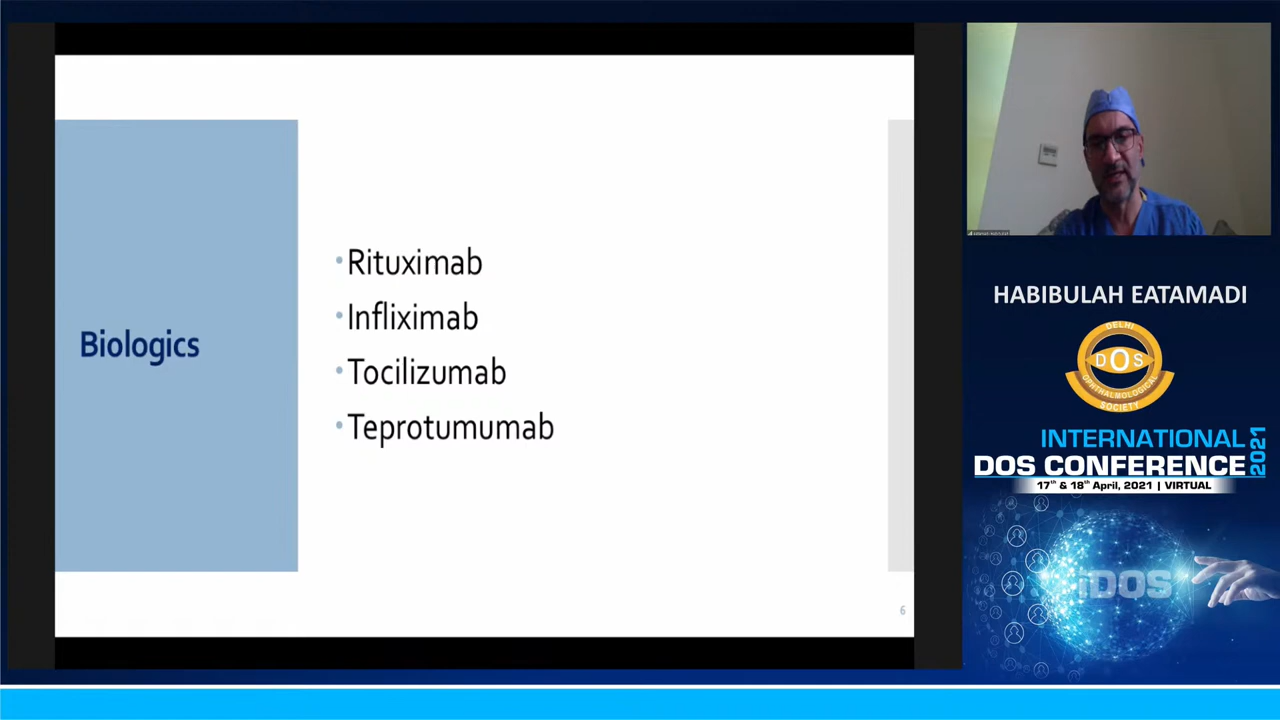 Biologics
• Rituximab
• Infliximab
• Tocilizumab
• Teprotumumab
6
HABIBULAH EATAMADI
DELHI
DOS
OPHTHALMOLOGICAL
SOCIETY
INTERNATIONAL
DOS CONFERENCE
2021
17th & 18th April, 2021 | VIRTUAL
iDOS